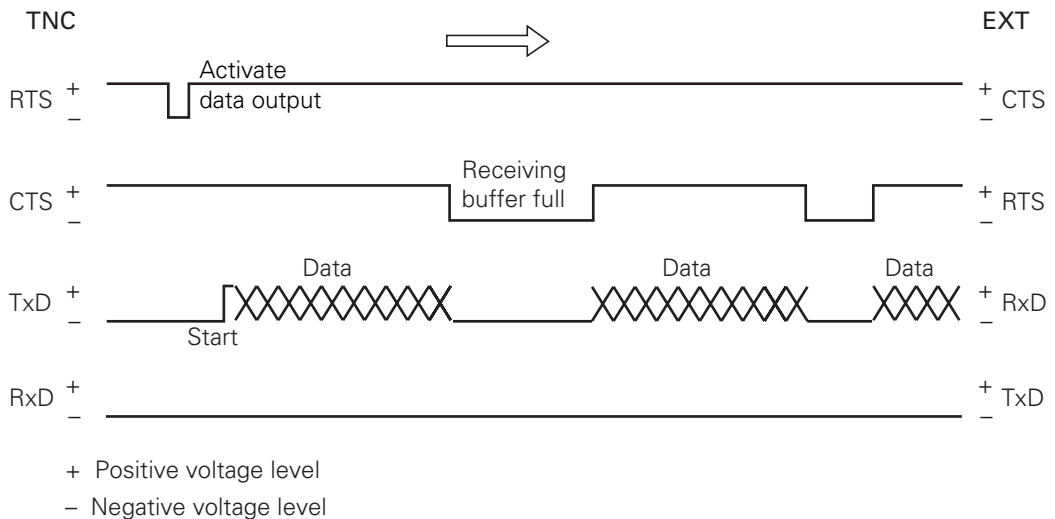 TNC EXT
Activate
data output
RTS + – + – CTS
Receiving
buffer full
CTS + – + – RTS
Data Data Data
TxD + – + – RxD
Start
RxD + – + – TxD
+ Positive voltage level
– Negative voltage level